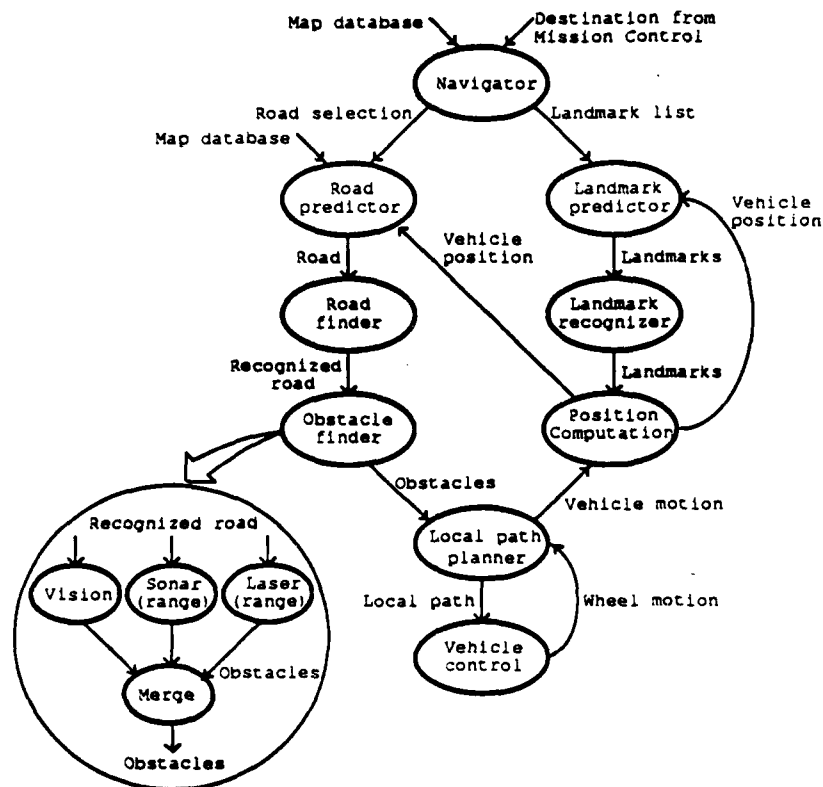 Map database
Destination from
Mission Control
Navigator
Road selection
Landmark list
Map database
Road
predictor
Landmark
predictor
Vehicle
position
Vehicle
position
Road
Landmarks
Road
finder
Landmark
recognizer
Recognized
road
Landmarks
Obstacle
finder
Position
Computation
Obstacles
Vehicle motion
Local path
planner
Local path
Wheel motion
Vehicle
control
Recognized road
Vision
Sonar
(range)
Laser
(range)
Obstacles
Merge
Obstacles